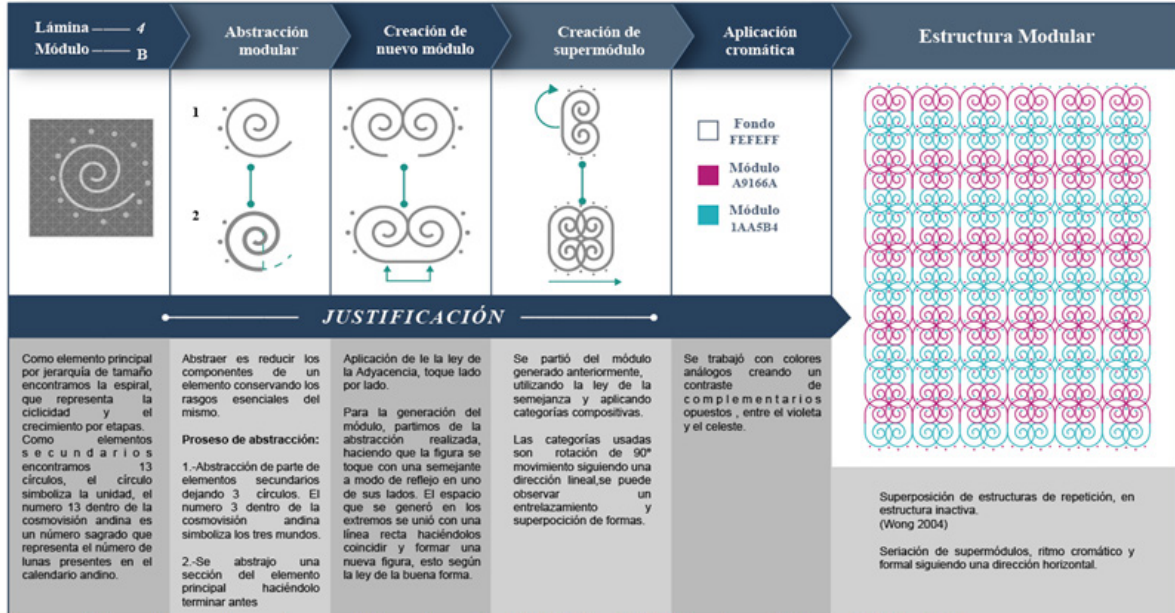 Lámina —— 4
Módulo —— B
Abstracción
modular
Creación de
nuevo módulo
Creación de
supermódulo
Aplicación
cromática
Estructura Modular
1
2
Fondo
FEFEFF
Módulo
A9166A
Módulo
1AA5B4
JUSTIFICACIÓN
Como elemento principal
por jerarquía de tamaño
encontramos la espiral,
que representa la
ciclicidad y el
crecimiento por etapas.
Como elementos
secundarios
encontramos 13
círculos, el círculo
simboliza la unidad, el
numero 13 dentro de la
cosmovisión andina es
un número sagrado que
representa el número de
lunas presentes en el
calendario andino.
Abstraer es reducir los
componentes de un
elemento conservando los
rasgos esenciales del
mismo.
Proseso de abstracción:
1.-Abstracción de parte de
elementos secundarios
dejando 3 círculos. El
numero 3 dentro de la
cosmovisión andina
simboliza los tres mundos.
2.-Se abstrajo una
sección del elemento
principal haciéndolo
terminar antes
Aplicación de le la ley de
la Adyacencia, toque lado
por lado.
Para la generación del
módulo, partimos de la
abstracción realizada,
haciendo que la figura se
toque con una semejante
a modo de reflejo en uno
de sus lados. El espacio
que se generó en los
extremos se unió con una
línea recta haciéndolos
coincidir y formar una
nueva figura, esto según
la ley de la buena forma.
Se partió del módulo
generado anteriormente,
utilizando la ley de la
semejanza y aplicando
categorías compositivas.
Las categorías usadas
son rotación de 90°
movimiento siguiendo una
dirección lineal,se puede
observar un
entrelazamiento y
superpocición de formas.
Se trabajó con colores
análogos creando un
contraste de
complementarios
opuestos , entre el violeta
y el celeste.
Superposición de estructuras de repetición, en
estructura inactiva.
(Wong 2004)
Seriación de supermódulos, ritmo cromático y
formal siguiendo una dirección horizontal.